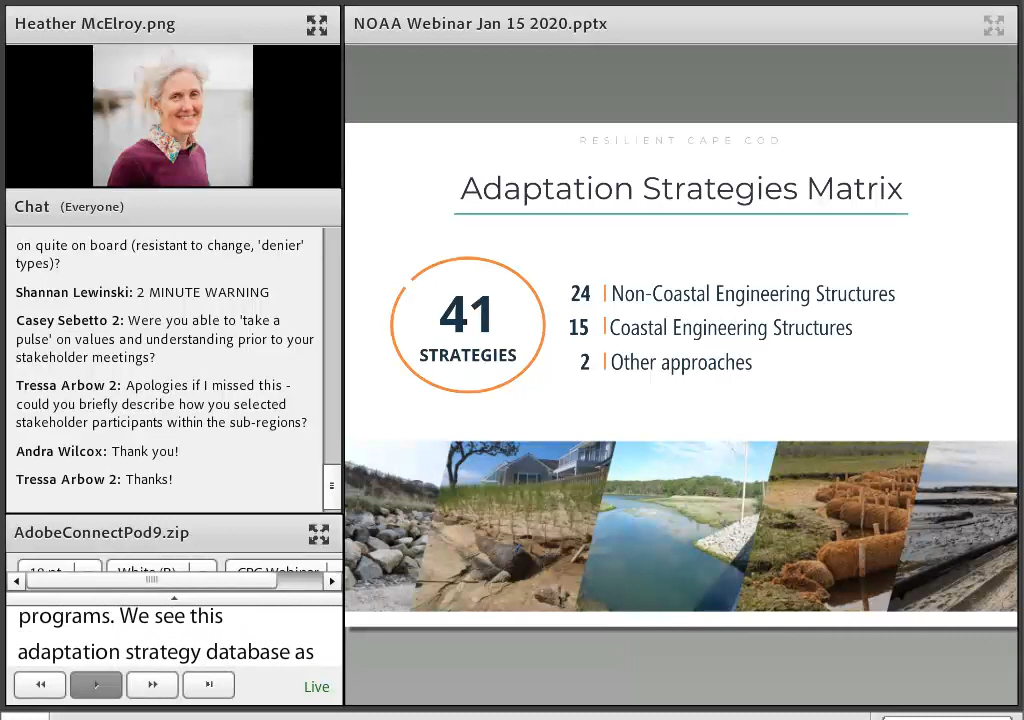 Heather McElroy.png
NOAA Webinar Jan 15 2020.pptx
Chat (Everyone)
on quite on board (resistant to change, 'denier'
types)?
Shannan Lewinski: 2 MINUTE WARNING
Casey Sebetto 2: Were you able to 'take a
pulse' on values and understanding prior to your
stakeholder meetings?
Tressa Arbow 2: Apologies if I missed this -
could you briefly describe how you selected
stakeholder participants within the sub-regions?
Andra Wilcox: Thank you!
Tressa Arbow 2: Thanks!
AdobeConnectPod9.zip
programs. We see this
adaptation strategy database as
Live
RESILIENT CAPE COD
Adaptation Strategies Matrix
41
STRATEGIES
24 | Non-Coastal Engineering Structures
15 | Coastal Engineering Structures
2 | Other approaches